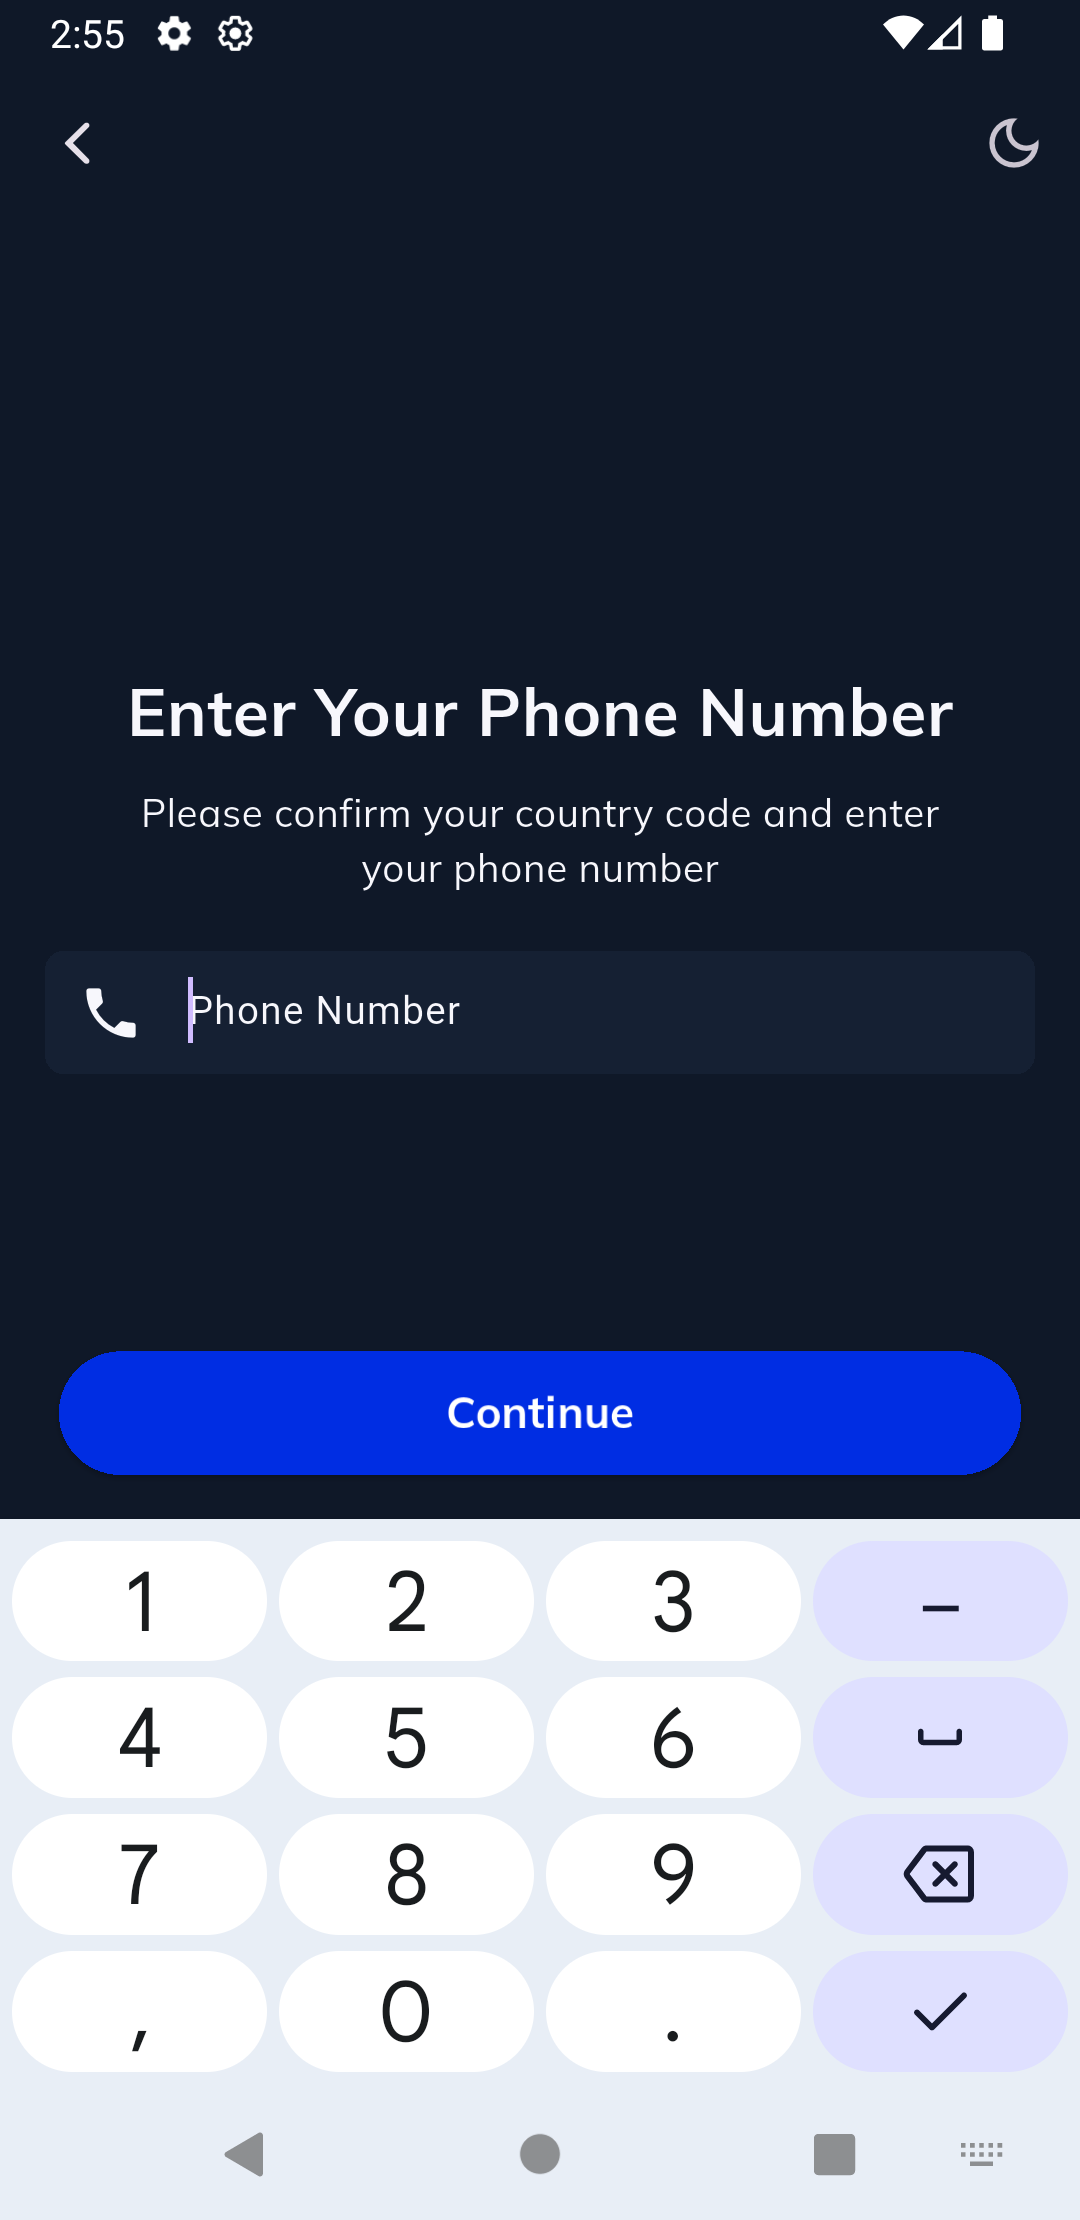 2:55
Enter Your Phone Number
Please confirm your country code and enter
your phone number
Phone Number
Continue
1 2 3 –
4 5 6
7 8 9
, 0 .